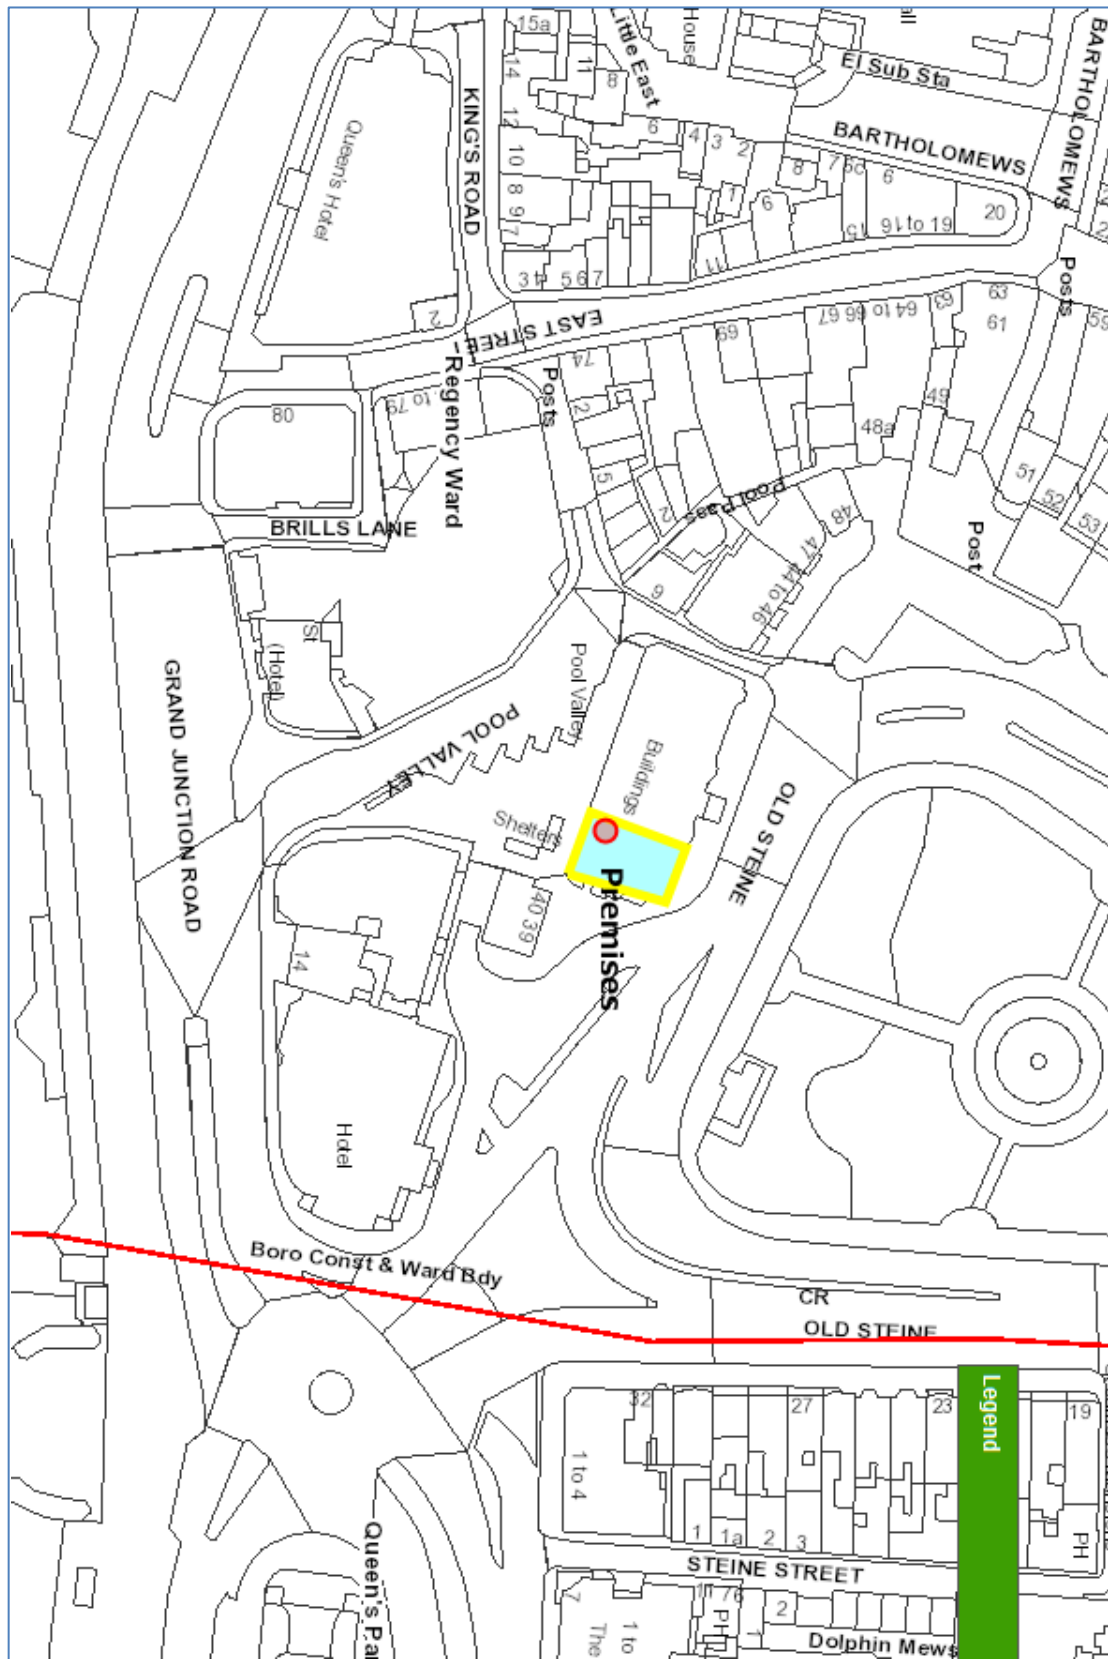 15a
Little East
House
all
El Sub Sta
BARTHOLOMEWS
14
11
8
12
6
4
3
2
BARTHOLOMEWS
KING'S ROAD
10
8
9
7
1
6
8
7
6c
6
15
16 to 19
20
Queen's Hotel
3
4
5
6
7
11
Posts
2
EAST STREET
74
69
67
66
64 to
63
63
61
59
Regency Ward
to 79
Posts
80
2
5
2
Pool Pass
48a
49
48
51
52
53
Post
BRILLS LANE
6
47
44 to 46
St
(Hotel)
Pool Valley
POOL VALLEY
GRAND JUNCTION ROAD
Buildings
OLD STEINE
Shelters
Premises
40
39
14
Hotel
Boro Const & Ward Bdy
CR
OLD STEINE
Legend
32
27
23
19
1 to 4
1
1a
2
3
PH
STEINE STREET
Queen's Pa
7
The
1 to
11
76
PH
1
2
Dolphin Mews